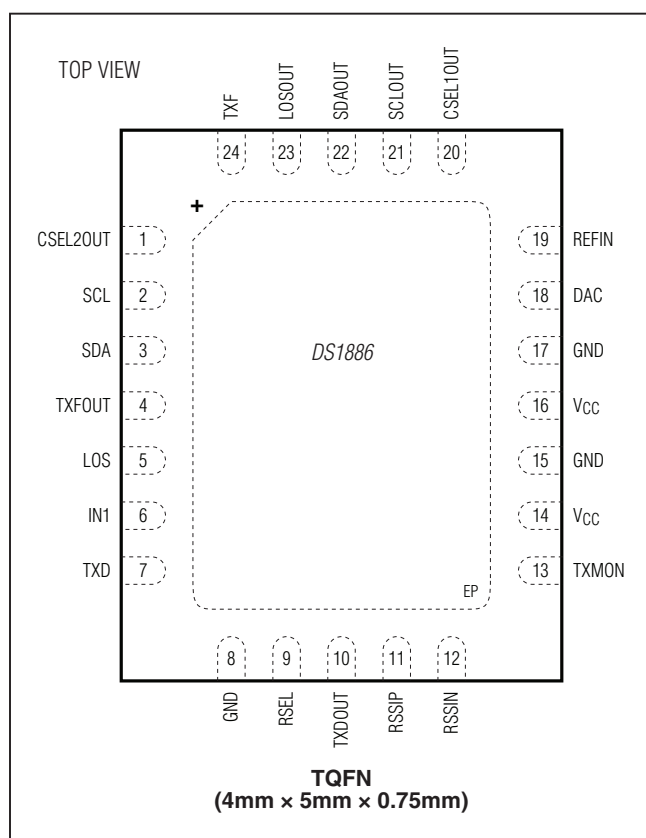 TOP VIEW
TXF
LOSOUT
SDAOUT
SCLOUT
CSEL1OUT
24 23 22 21 20
+
CSEL2OUT 1
SCL 2
SDA 3
TXFOUT 4
LOS 5
IN1 6
TXD 7
DS1886
19 REFIN
18 DAC
17 GND
16 VCC
15 GND
14 VCC
13 TXMON
EP
8 9 10 11 12
GND
RSEL
TXDOUT
RSSIP
RSSIN
TQFN
(4mm × 5mm × 0.75mm)